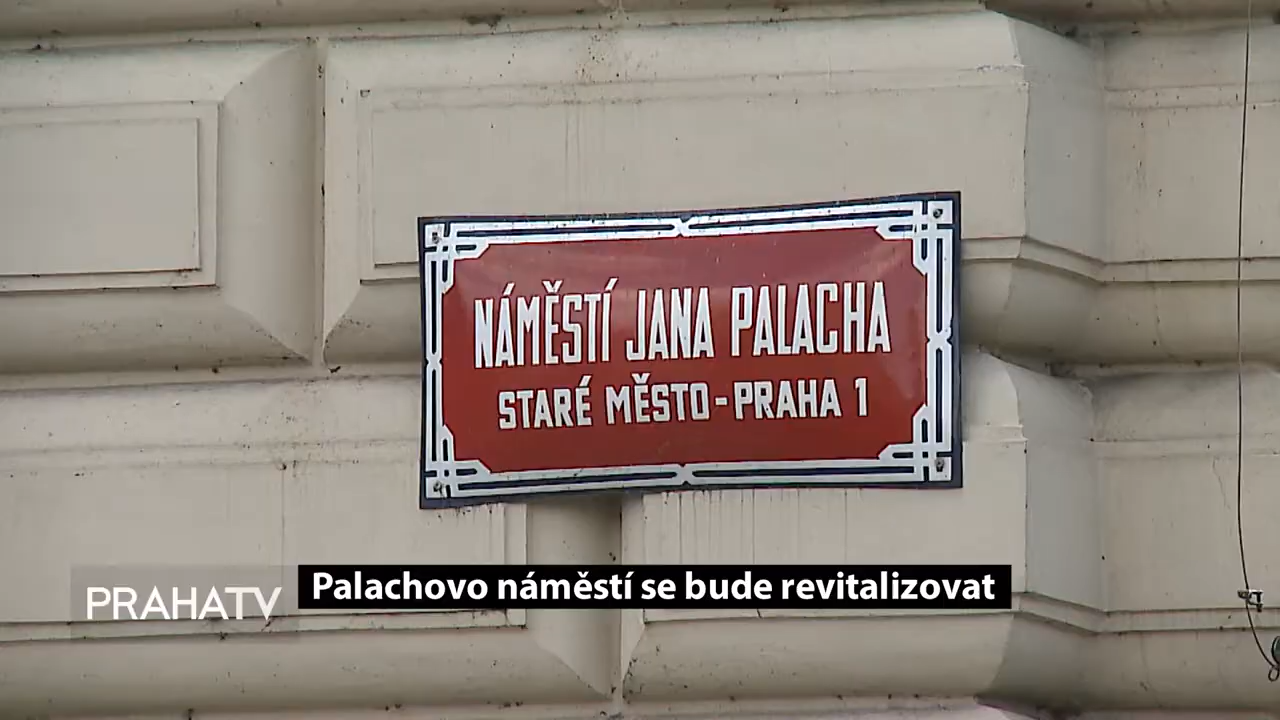 NÁMĚSTÍ JANA PALACHA
STARÉ MĚSTO-PRAHA 1
PRAHATV
Palachovo náměstí se bude revitalizovat